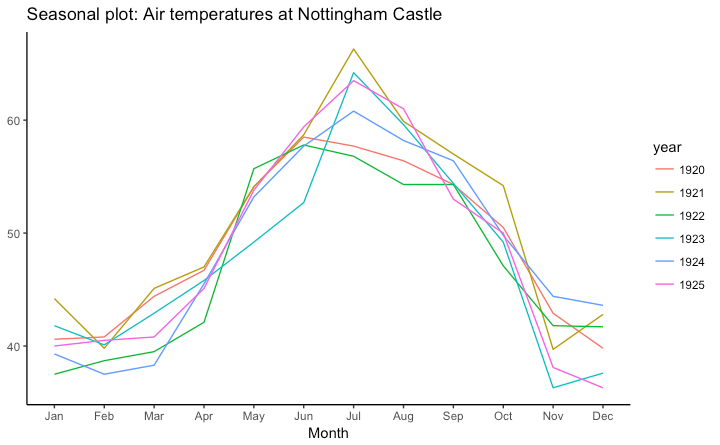 Seasonal plot: Air temperatures at Nottingham Castle
60
50
40
Jan Feb Mar Apr May Jun Jul Aug Sep Oct Nov Dec
Month
year
1920
1921
1922
1923
1924
1925